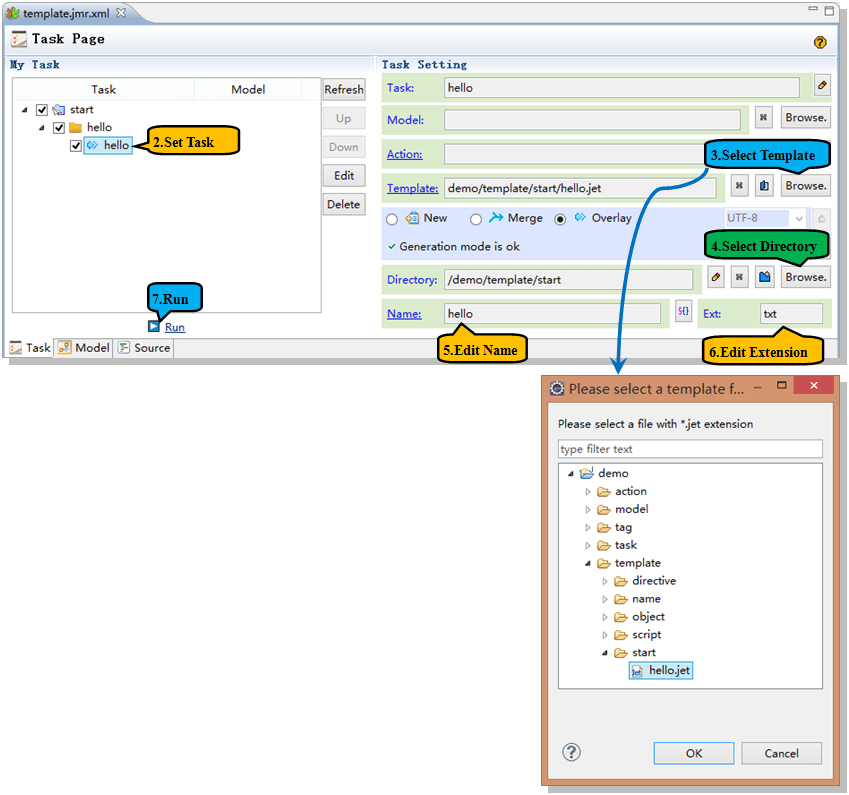 template.jmr.xml
Task Page
My Task
Task Model
start
hello
hello
2.Set Task
Refresh
Up
Down
Edit
Delete
7.Run
Run
Task Model Source
Task Setting
Task: hello
Model: Browse.
Action:
3.Select Template
Template: demo/template/start/hello.jet Browse.
New Merge Overlay UTF-8
Generation mode is ok
4.Select Directory
Directory: /demo/template/start Browse.
Name: hello §{} Ext: txt
5.Edit Name
6.Edit Extension
Please select a template f...
Please select a file with *.jet extension
type filter text
demo
action
model
tag
task
template
directive
name
object
script
start
hello.jet
OK Cancel